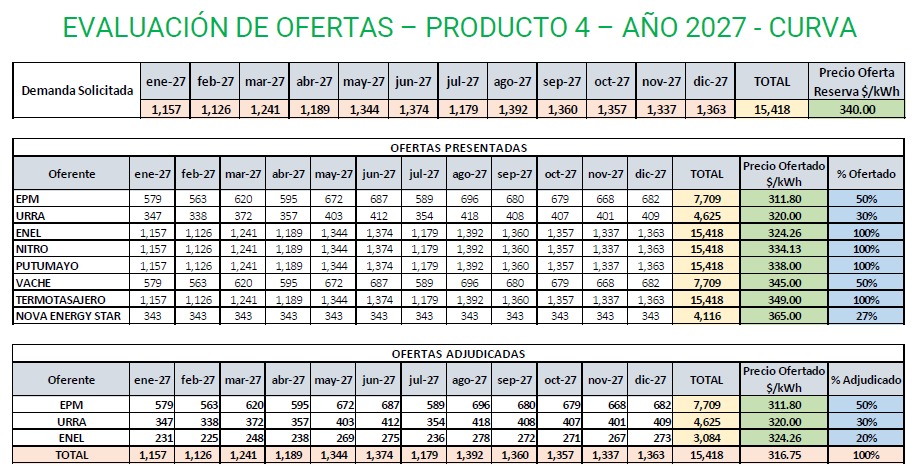 EVALUACIÓN DE OFERTAS – PRODUCTO 4 – AÑO 2027 - CURVA
Demanda Solicitada ene-27 feb-27 mar-27 abr-27 may-27 jun-27 jul-27 ago-27 sep-27 oct-27 nov-27 dic-27 TOTAL Precio Oferta Reserva $/kWh
1,157 1,126 1,241 1,189 1,344 1,374 1,179 1,392 1,360 1,357 1,337 1,363 15,418 340.00
OFERTAS PRESENTADAS
Oferente ene-27 feb-27 mar-27 abr-27 may-27 jun-27 jul-27 ago-27 sep-27 oct-27 nov-27 dic-27 TOTAL Precio Ofertado $/kWh % Ofertado
EPM 579 563 620 595 672 687 589 696 680 679 668 682 7,709 311.80 50%
URRA 347 338 372 357 403 412 354 418 408 407 401 409 4,625 320.00 30%
ENEL 1,157 1,126 1,241 1,189 1,344 1,374 1,179 1,392 1,360 1,357 1,337 1,363 15,418 324.26 100%
NITRO 1,157 1,126 1,241 1,189 1,344 1,374 1,179 1,392 1,360 1,357 1,337 1,363 15,418 334.13 100%
PUTUMAYO 1,157 1,126 1,241 1,189 1,344 1,374 1,179 1,392 1,360 1,357 1,337 1,363 15,418 338.00 100%
VACHE 579 563 620 595 672 687 589 696 680 679 668 682 7,709 345.00 50%
TERMOTASAJERO 1,157 1,126 1,241 1,189 1,344 1,374 1,179 1,392 1,360 1,357 1,337 1,363 15,418 349.00 100%
NOVA ENERGY STAR 343 343 343 343 343 343 343 343 343 343 343 343 4,116 365.00 27%
OFERTAS ADJUDICADAS
Oferente ene-27 feb-27 mar-27 abr-27 may-27 jun-27 jul-27 ago-27 sep-27 oct-27 nov-27 dic-27 TOTAL Precio Ofertado $/kWh % Adjudicado
EPM 579 563 620 595 672 687 589 696 680 679 668 682 7,709 311.80 50%
URRA 347 338 372 357 403 412 354 418 408 407 401 409 4,625 320.00 30%
ENEL 231 225 248 238 269 275 236 278 272 271 267 273 3,084 324.26 20%
TOTAL 1,157 1,126 1,241 1,189 1,344 1,374 1,179 1,392 1,360 1,357 1,337 1,363 15,418 316.75 100%